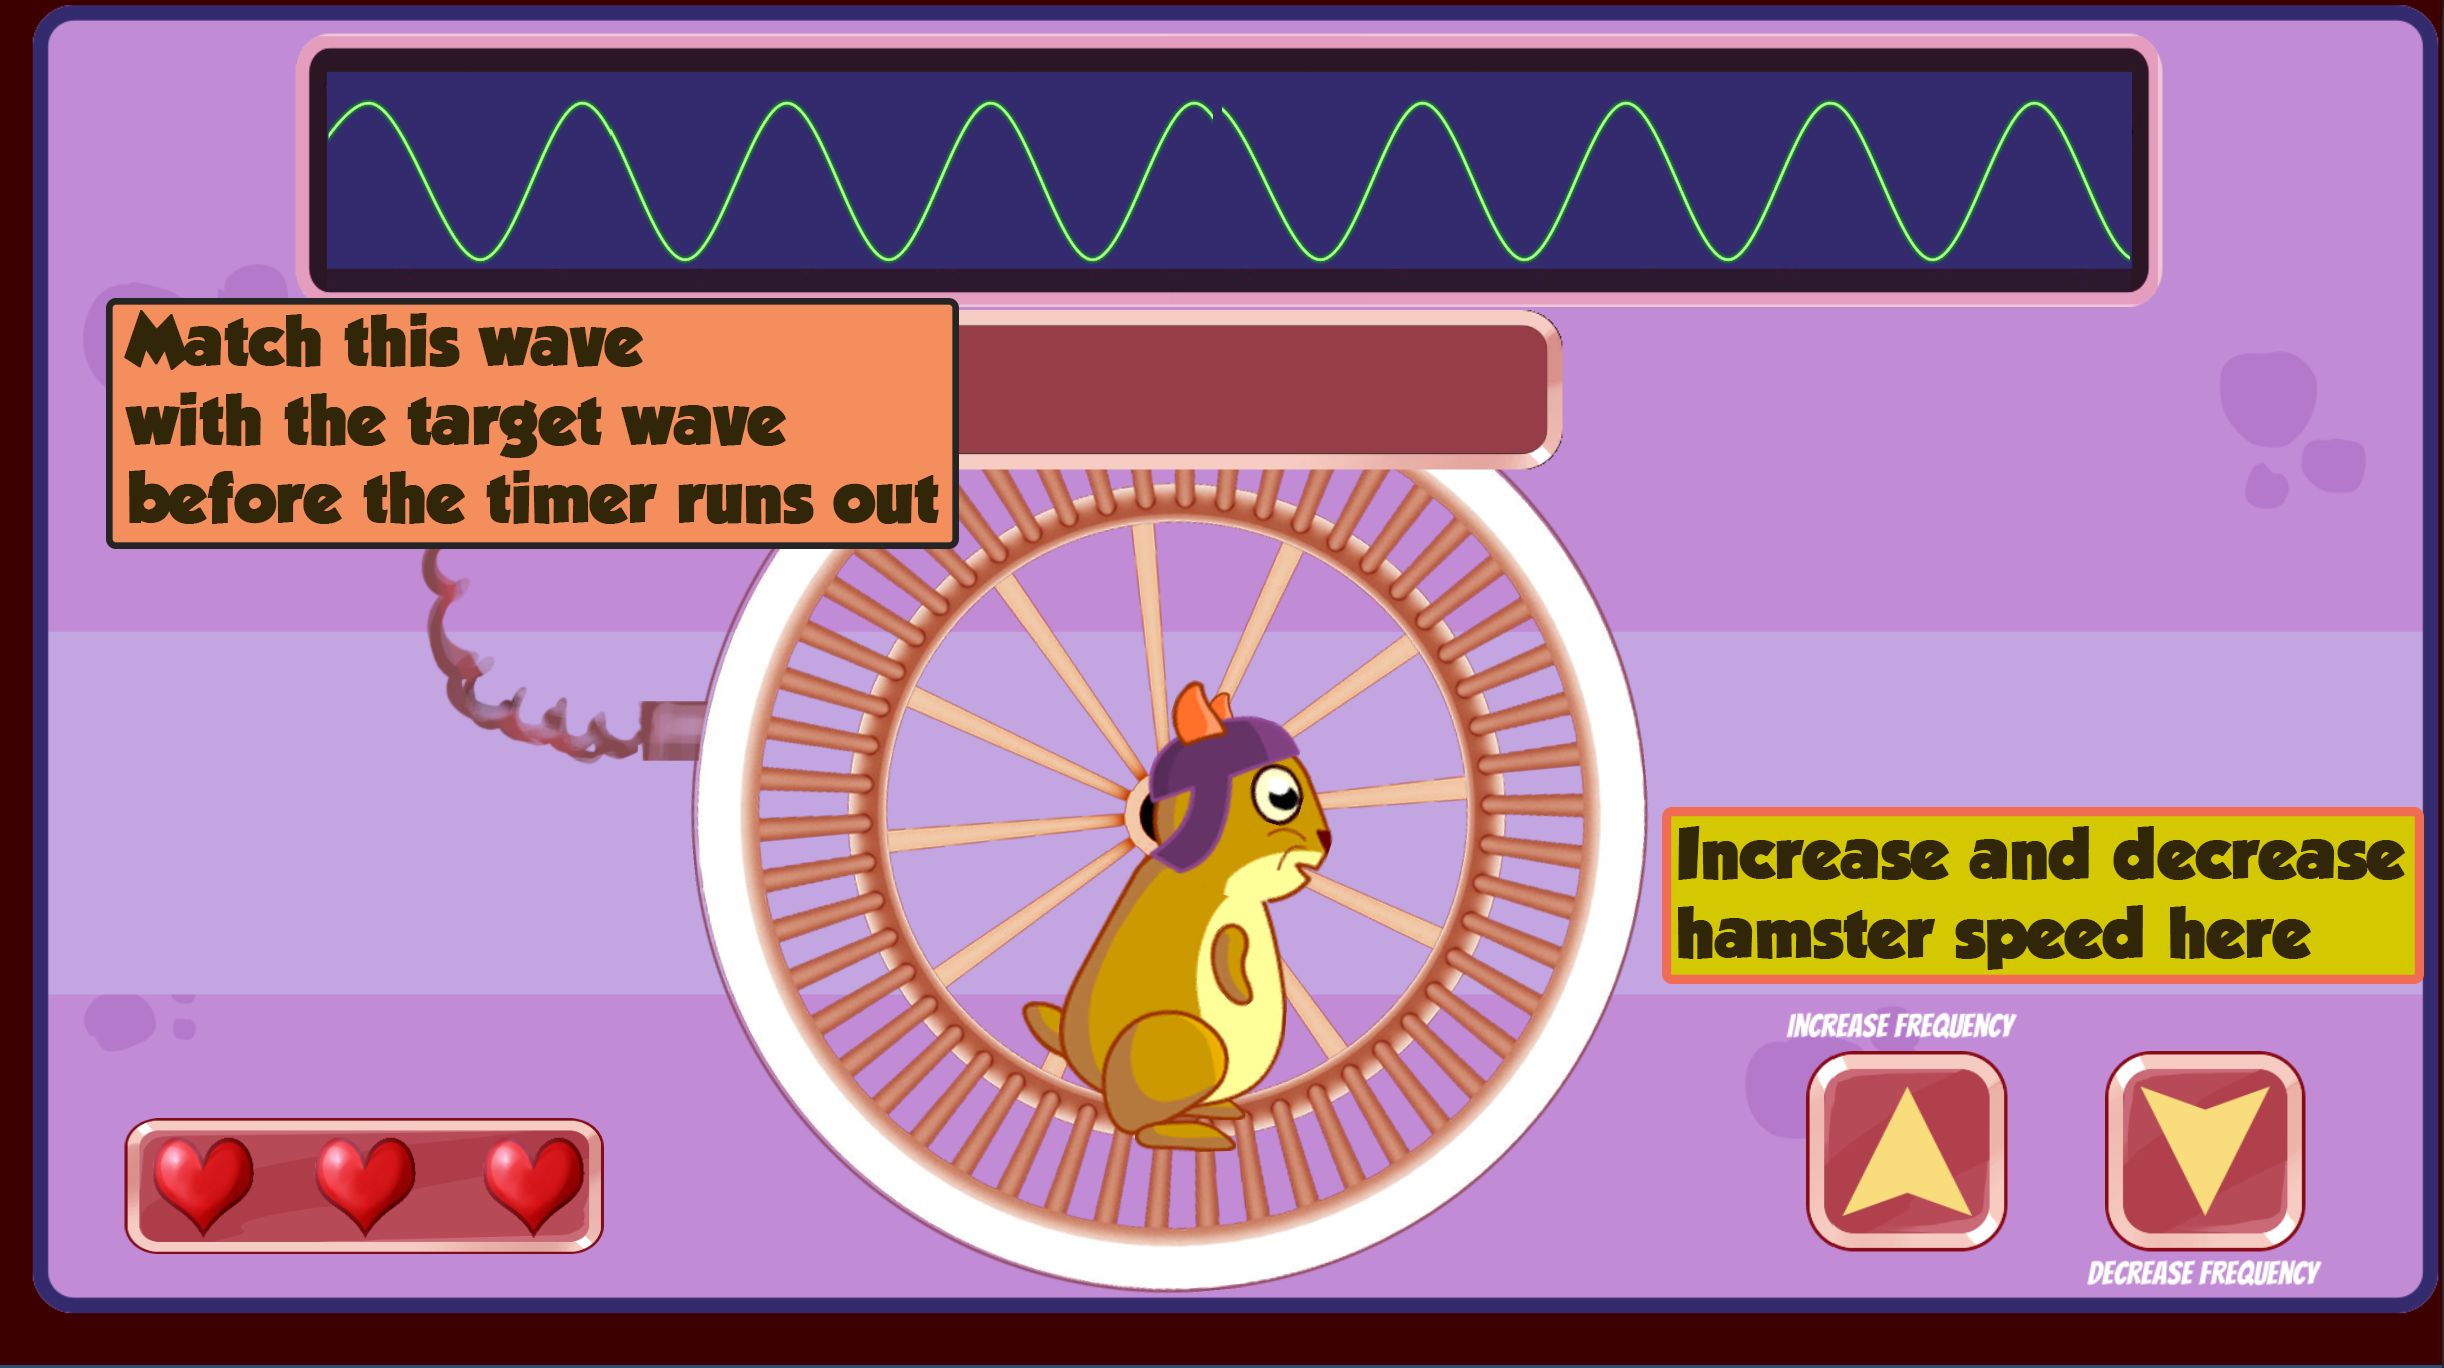 Match this wave
with the target wave
before the timer runs out
Increase and decrease
hamster speed here
INCREASE FREQUENCY
DECREASE FREQUENCY